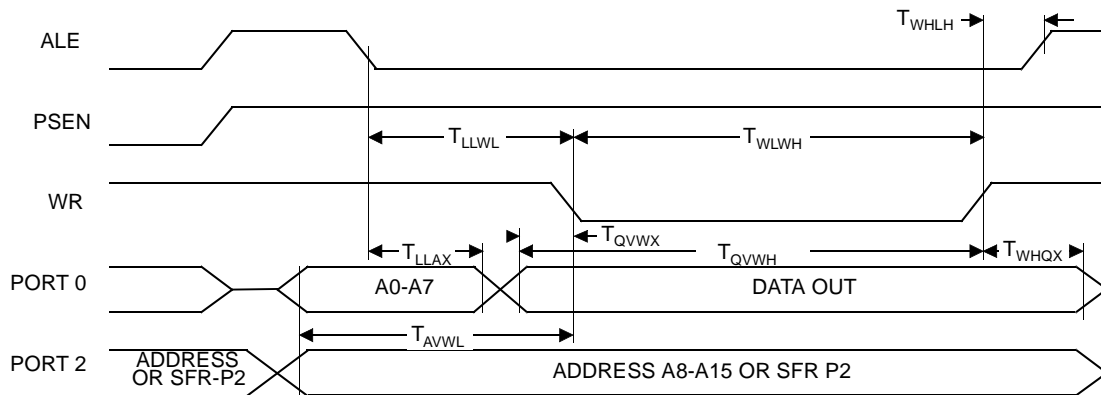 T_WHLH
ALE
PSEN
T_LLWL
T_WLWH
WR
T_QVWX
T_LLAX
T_QVWH
T_WHQX
PORT 0
A0-A7
DATA OUT
T_AVWL
PORT 2
ADDRESS
OR SFR-P2
ADDRESS A8-A15 OR SFR P2